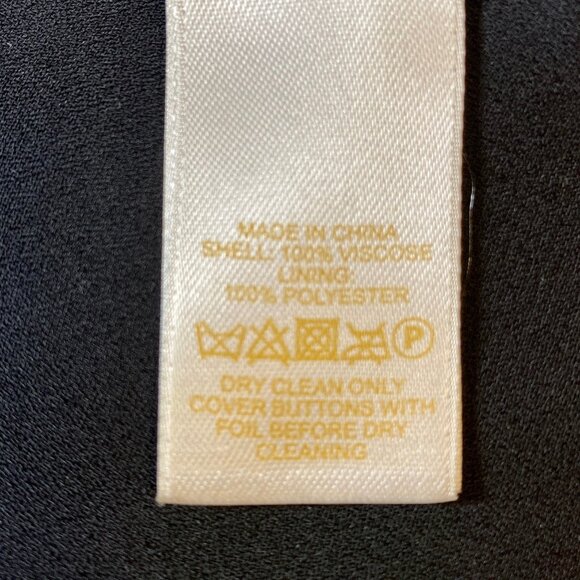 MADE IN CHINA
SHELL: 100% VISCOSE
LINING
100% POLYESTER
P
DRY CLEAN ONLY
COVER BUTTONS WITH
FOIL BEFORE DRY
CLEANING